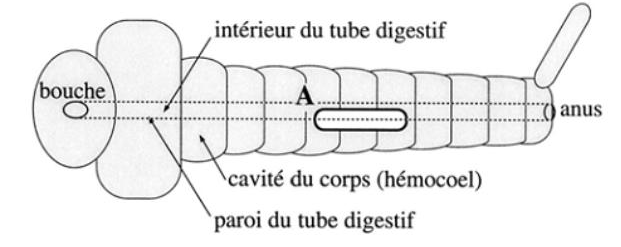 intérieur du tube digestif
bouche
A
anus
cavité du corps (hémocoel)
paroi du tube digestif